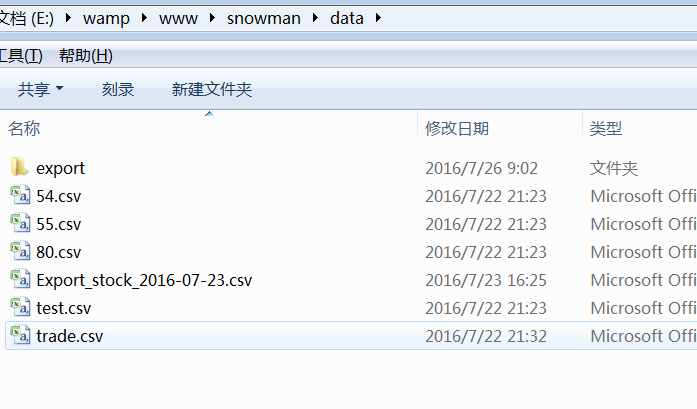 文档 (E:) wamp www snowman data
工具(T) 帮助(H)
共享 刻录 新建文件夹
名称 修改日期 类型
export 2016/7/26 9:02 文件夹
54.csv 2016/7/22 21:23 Microsoft Offi
55.csv 2016/7/22 21:23 Microsoft Offi
80.csv 2016/7/22 21:23 Microsoft Offi
Export_stock_2016-07-23.csv 2016/7/23 16:25 Microsoft Offi
test.csv 2016/7/22 21:23 Microsoft Offi
trade.csv 2016/7/22 21:32 Microsoft Offi